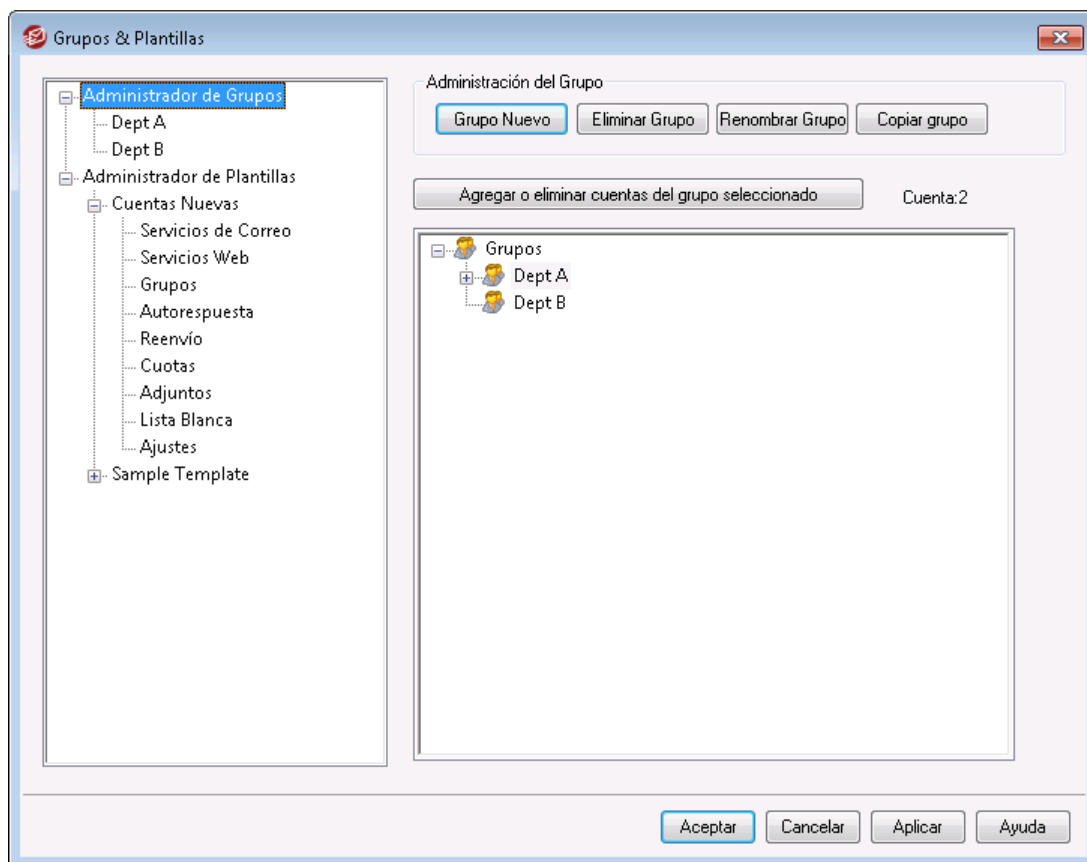 Grupos & Plantillas
Administrador de Grupos
Dept A
Dept B
Administrador de Plantillas
Cuentas Nuevas
Servicios de Correo
Servicios Web
Grupos
Autorespuesta
Reenvío
Cuotas
Adjuntos
Lista Blanca
Ajustes
Sample Template
Administración del Grupo
Grupo Nuevo Eliminar Grupo Renombrar Grupo Copiar grupo
Agregar o eliminar cuentas del grupo seleccionado Cuenta:2
Grupos
Dept A
Dept B
Aceptar Cancelar Aplicar Ayuda